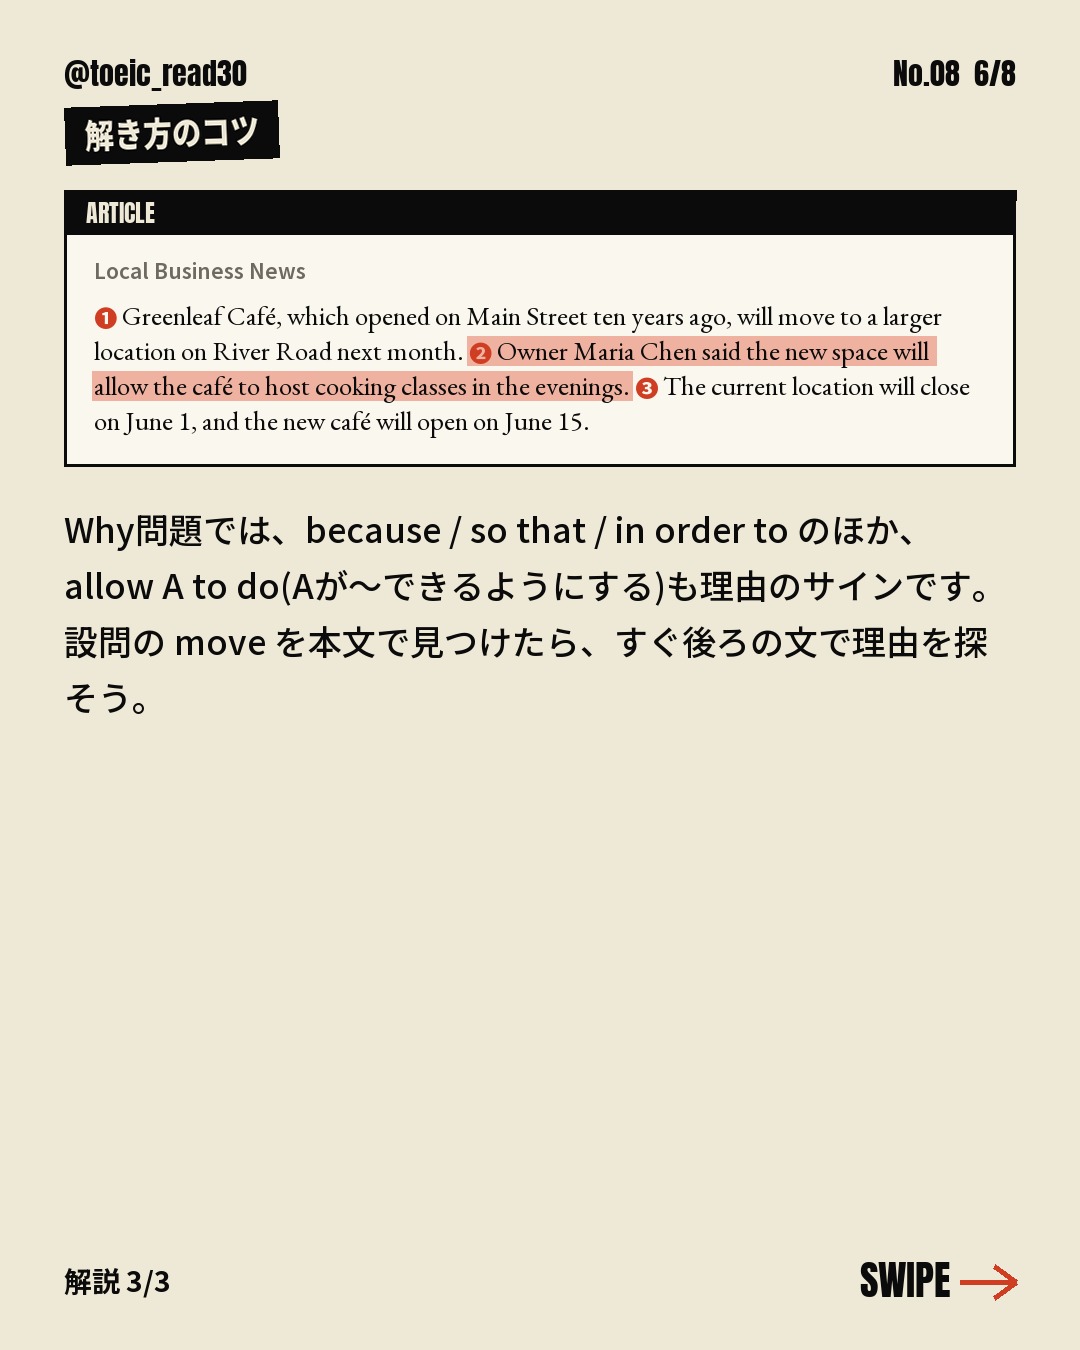 @toeic_read30
No.08 6/8
解き方のコツ
ARTICLE
Local Business News
❶ Greenleaf Café, which opened on Main Street ten years ago, will move to a larger
location on River Road next month. ❷ Owner Maria Chen said the new space will
allow the café to host cooking classes in the evenings. ❸ The current location will close
on June 1, and the new café will open on June 15.
Why問題では、because / so that / in order to のほか、
allow A to do(Aが〜できるようにする)も理由のサインです。
設問の move を本文で見つけたら、すぐ後ろの文で理由を探
そう。
解説 3/3
SWIPE →